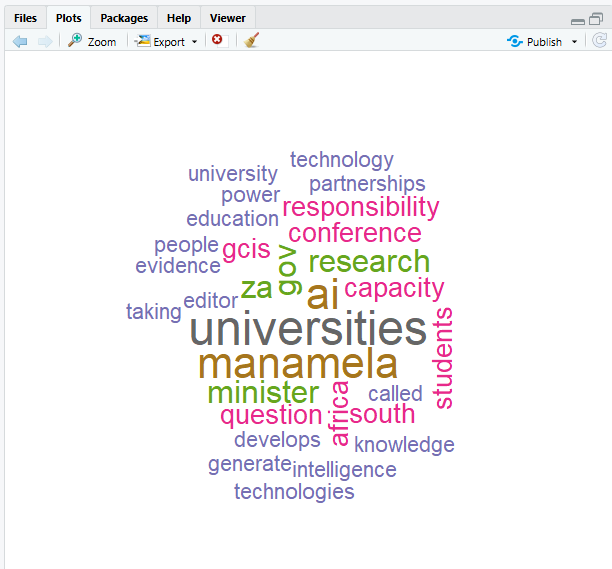 Files Plots Packages Help Viewer
Zoom Export Publish
technology
university
partnerships
power
responsibility
education
conference
people
gcis
gov
research
evidence
za
ai
capacity
editor
taking
universities
students
manamela
minister
africa
called
question
south
develops
knowledge
generate
intelligence
technologies